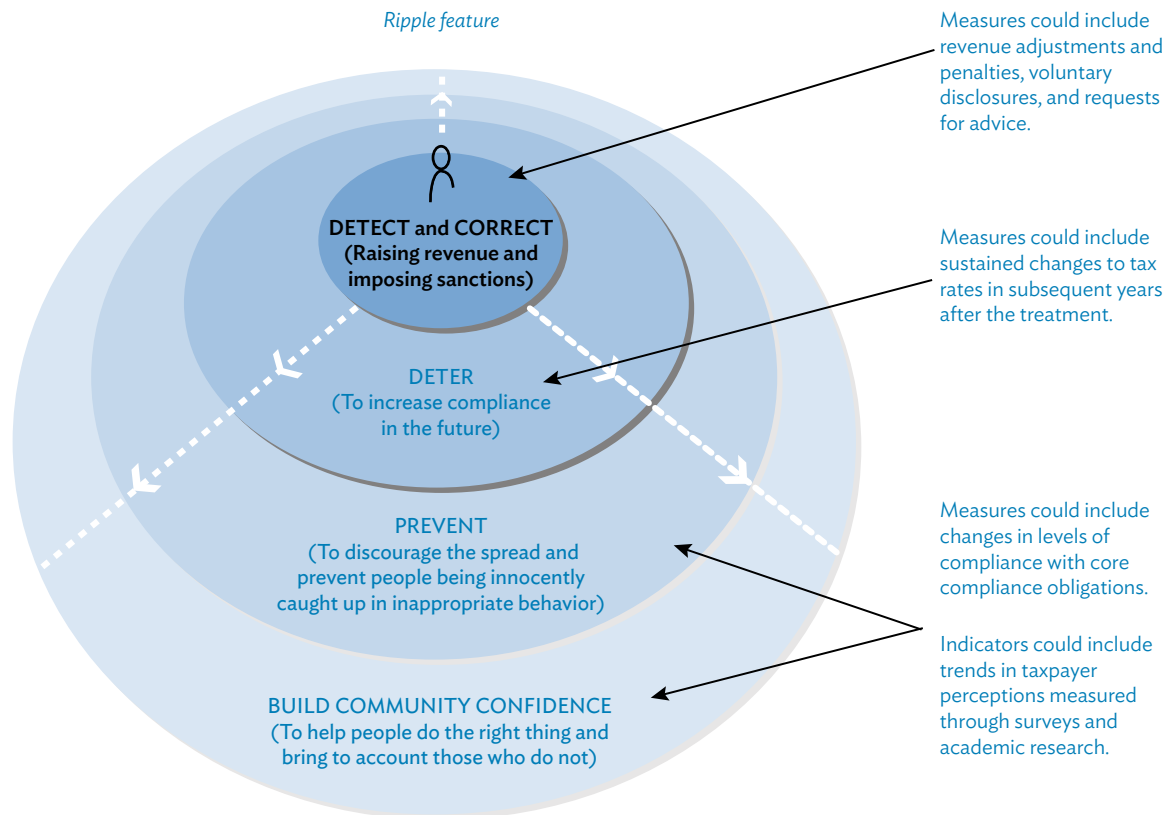 Ripple feature
Measures could include
revenue adjustments and
penalties, voluntary
disclosures, and requests
for advice.
DETECT and CORRECT
(Raising revenue and
imposing sanctions)
Measures could include
sustained changes to tax
rates in subsequent years
after the treatment.
DETER
(To increase compliance
in the future)
PREVENT
(To discourage the spread and
prevent people being innocently
caught up in inappropriate behavior)
Measures could include
changes in levels of
compliance with core
compliance obligations.
Indicators could include
trends in taxpayer
perceptions measured
through surveys and
academic research.
BUILD COMMUNITY CONFIDENCE
(To help people do the right thing and
bring to account those who do not)